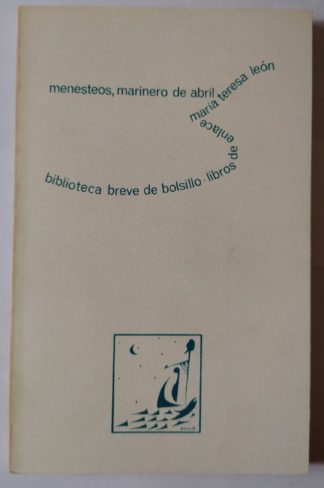 menesteos, marinero de abril
maría teresa león
biblioteca breve de bolsillo · libros de enlace